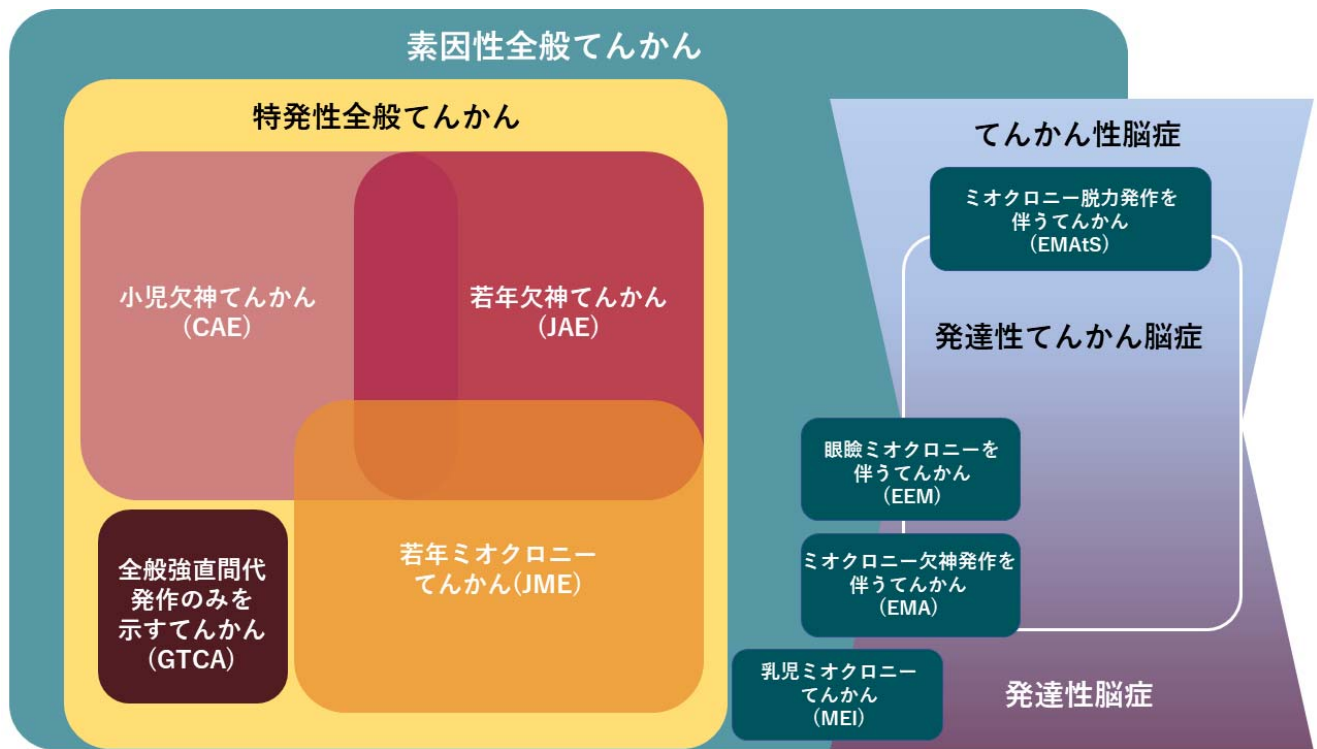 素因性全般てんかん
特発性全般てんかん
小児欠神てんかん
(CAE)
若年欠神てんかん
(JAE)
全般強直間代
発作のみを
示すてんかん
(GTCA)
若年ミオクロニー
てんかん(JME)
てんかん性脳症
ミオクロニー脱力発作を
伴うてんかん
(EMAtS)
発達性てんかん脳症
眼瞼ミオクロニーを
伴うてんかん
(EEM)
ミオクロニー欠神発作を
伴うてんかん
(EMA)
乳児ミオクロニー
てんかん
(MEI)
発達性脳症